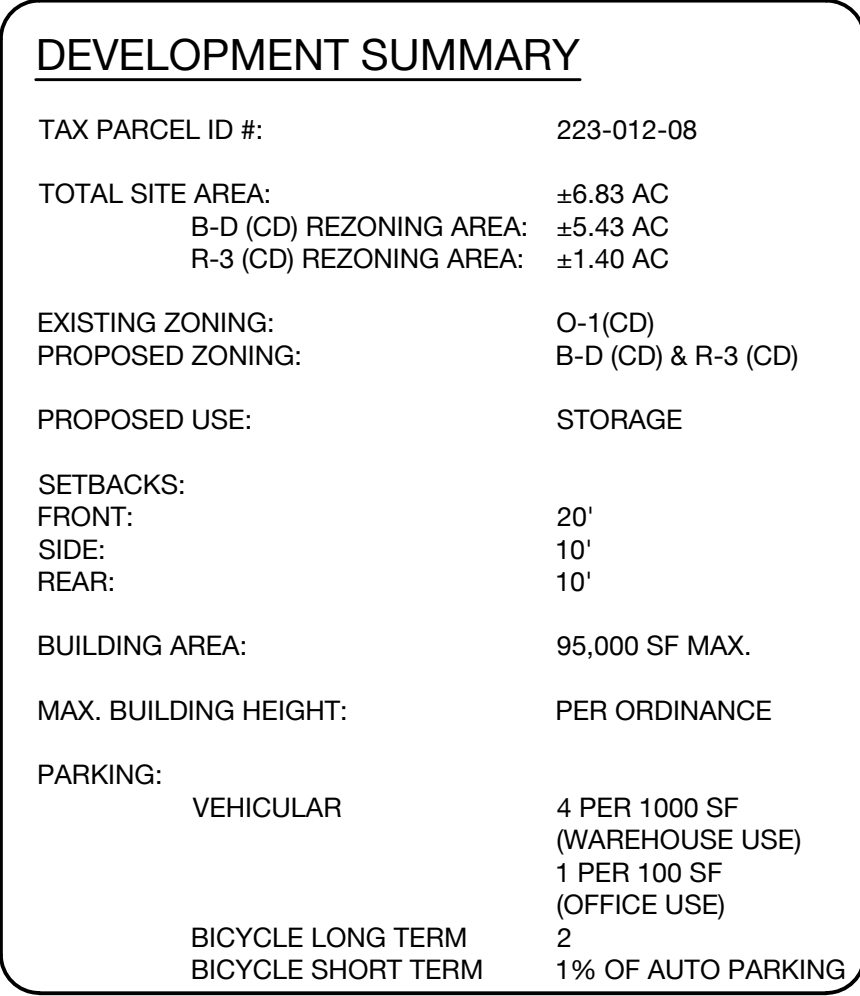 DEVELOPMENT SUMMARY
TAX PARCEL ID #: 223-012-08
TOTAL SITE AREA: ±6.83 AC
B-D (CD) REZONING AREA: ±5.43 AC
R-3 (CD) REZONING AREA: ±1.40 AC
EXISTING ZONING: O-1(CD)
PROPOSED ZONING: B-D (CD) & R-3 (CD)
PROPOSED USE: STORAGE
SETBACKS:
FRONT: 20'
SIDE: 10'
REAR: 10'
BUILDING AREA: 95,000 SF MAX.
MAX. BUILDING HEIGHT: PER ORDINANCE
PARKING:
VEHICULAR 4 PER 1000 SF
(WAREHOUSE USE)
1 PER 100 SF
(OFFICE USE)
BICYCLE LONG TERM 2
BICYCLE SHORT TERM 1% OF AUTO PARKING